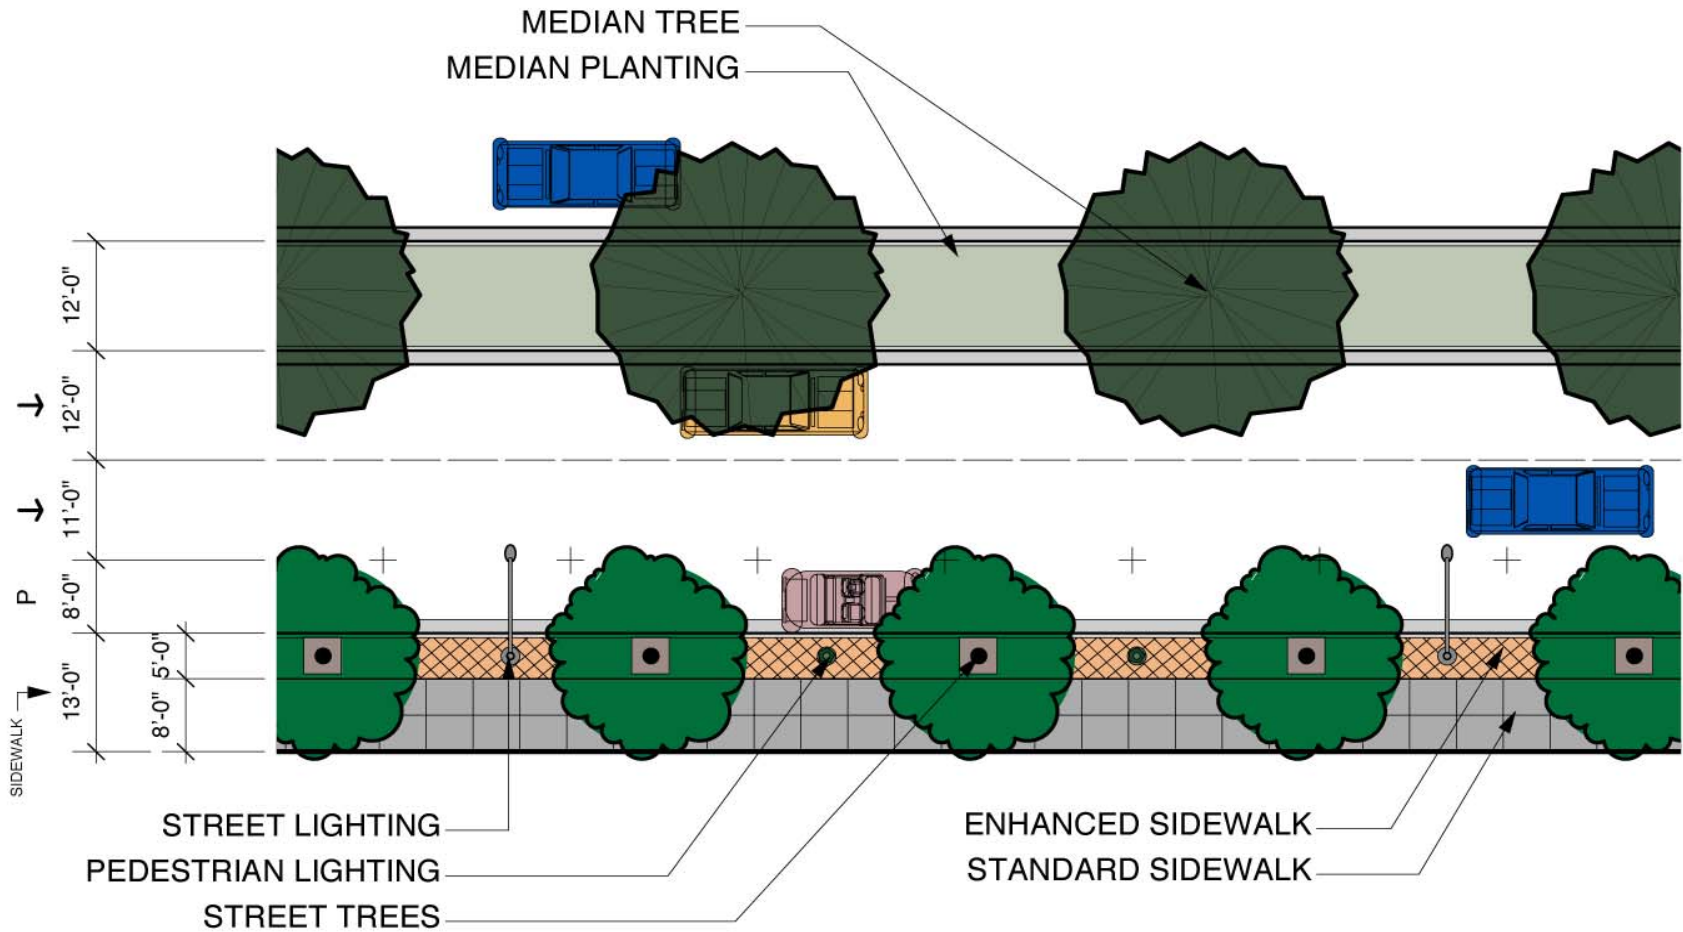 MEDIAN TREE
MEDIAN PLANTING
12'-0"
12'-0"
11'-0"
P
8'-0"
5'-0"
13'-0"
8'-0"
SIDEWALK
STREET LIGHTING
PEDESTRIAN LIGHTING
STREET TREES
ENHANCED SIDEWALK
STANDARD SIDEWALK